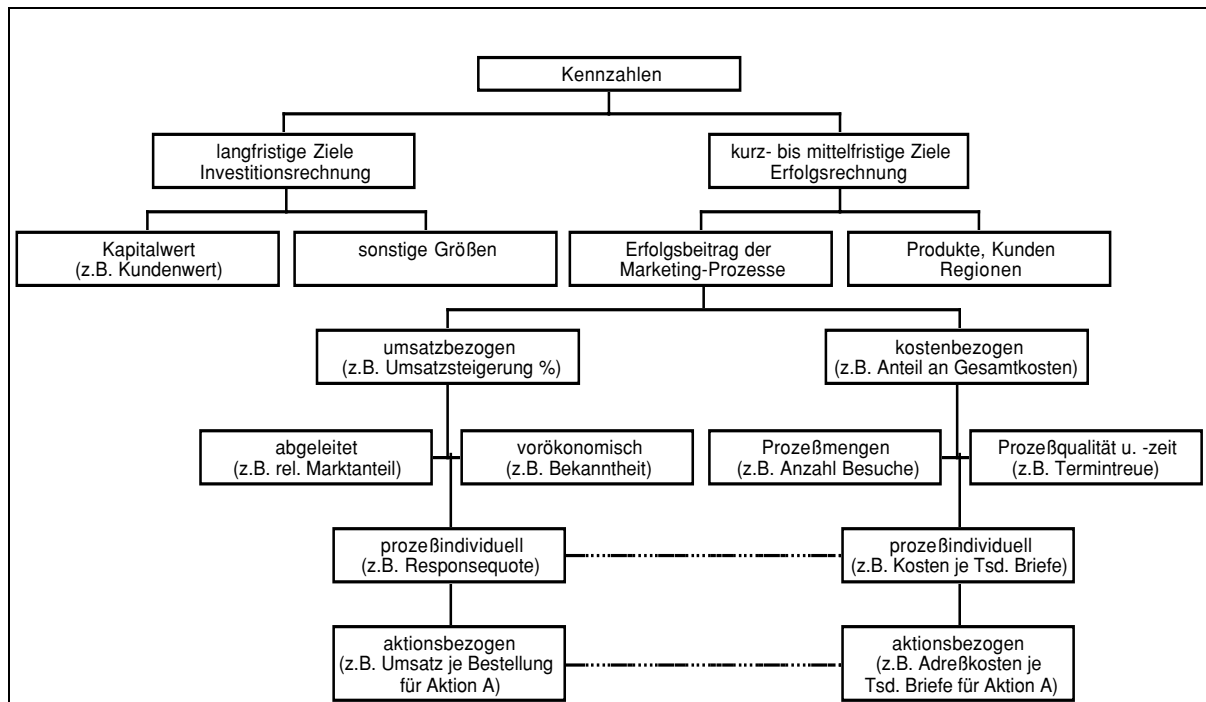 Kennzahlen
langfristige Ziele
Investitionsrechnung
kurz- bis mittelfristige Ziele
Erfolgsrechnung
Kapitalwert
(z.B. Kundenwert)
sonstige Größen
Erfolgsbeitrag der
Marketing-Prozesse
Produkte, Kunden
Regionen
umsatzbezogen
(z.B. Umsatzsteigerung %)
kostenbezogen
(z.B. Anteil an Gesamtkosten)
abgeleitet
(z.B. rel. Marktanteil)
vorökonomisch
(z.B. Bekanntheit)
Prozeßmengen
(z.B. Anzahl Besuche)
Prozeßqualität u. -zeit
(z.B. Termintreue)
prozeßindividuell
(z.B. Responsequote)
prozeßindividuell
(z.B. Kosten je Tsd. Briefe)
aktionsbezogen
(z.B. Umsatz je Bestellung
für Aktion A)
aktionsbezogen
(z.B. Adreßkosten je
Tsd. Briefe für Aktion A)